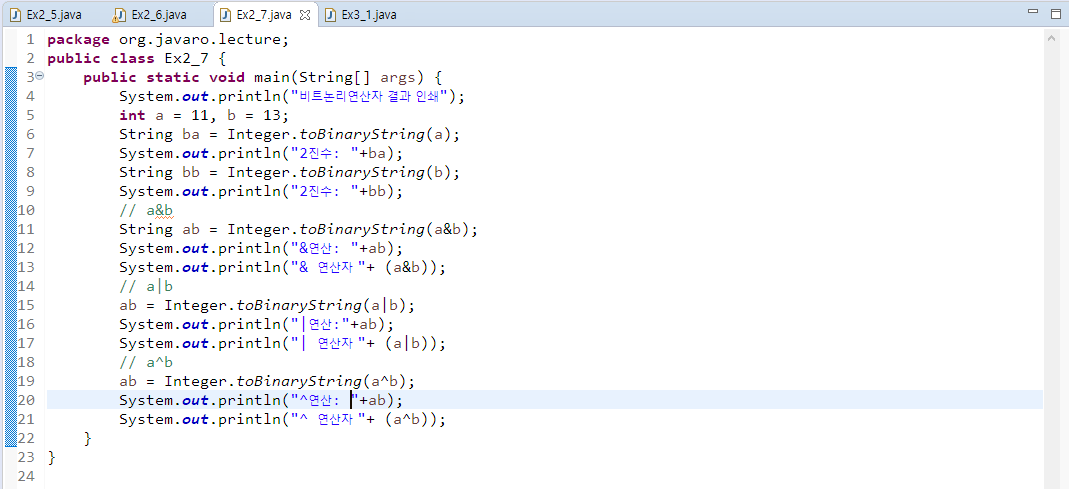 Ex2_5.java Ex2_6.java Ex2_7.java Ex3_1.java
1 package org.javaro.lecture;
2 public class Ex2_7 {
3 public static void main(String[] args) {
4 System.out.println("비트논리연산자 결과 인쇄");
5 int a = 11, b = 13;
6 String ba = Integer.toBinaryString(a);
7 System.out.println("2진수: "+ba);
8 String bb = Integer.toBinaryString(b);
9 System.out.println("2진수: "+bb);
10 // a&b
11 String ab = Integer.toBinaryString(a&b);
12 System.out.println("&연산: "+ab);
13 System.out.println("& 연산자 "+ (a&b));
14 // a|b
15 ab = Integer.toBinaryString(a|b);
16 System.out.println("|연산:"+ab);
17 System.out.println("| 연산자 "+ (a|b));
18 // a^b
19 ab = Integer.toBinaryString(a^b);
20 System.out.println("^연산: "+ab);
21 System.out.println("^ 연산자 "+ (a^b));
22 }
23 }
24